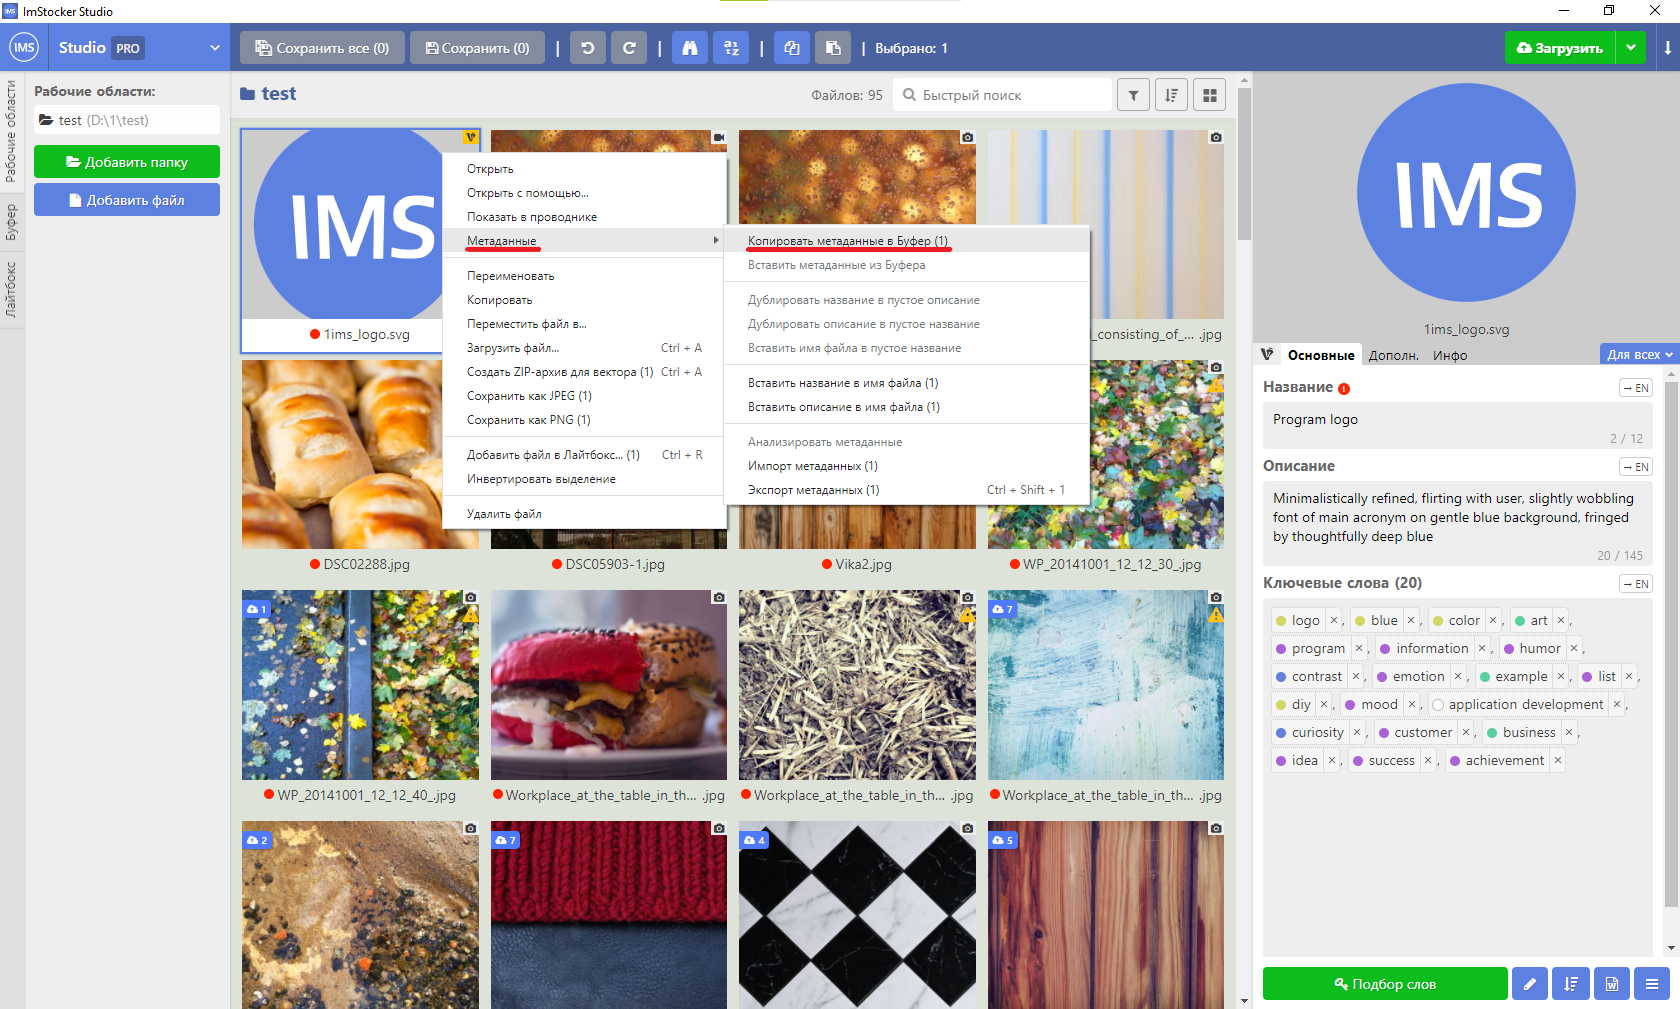 IMS ImStocker Studio
IMS Studio PRO
Сохранить все (0)
Сохранить (0)
Выбрано: 1
Загрузить
Рабочие области
Буфер
Лайтбокс
Рабочие области:
test (D:\1\test)
Добавить папку
Добавить файл
test
Файлов: 95
Быстрый поиск
IMS
1ims_logo.svg
_consisting_of_... .jpg
DSC02288.jpg
DSC05903-1.jpg
Vika2.jpg
WP_20141001_12_12_30_.jpg
1
7
WP_20141001_12_12_40_.jpg
Workplace_at_the_table_in_th... .jpg
Workplace_at_the_table_in_th... .jpg
Workplace_at_the_table_in_th... .jpg
2
7
4
5
Открыть
Открыть с помощью...
Показать в проводнике
Метаданные
Переименовать
Копировать
Переместить файл в...
Загрузить файл... Ctrl + A
Создать ZIP-архив для вектора (1) Ctrl + A
Сохранить как JPEG (1)
Сохранить как PNG (1)
Добавить файл в Лайтбокс... (1) Ctrl + R
Инвертировать выделение
Удалить файл
Копировать метаданные в Буфер (1)
Вставить метаданные из Буфера
Дублировать название в пустое описание
Дублировать описание в пустое название
Вставить имя файла в пустое название
Вставить название в имя файла (1)
Вставить описание в имя файла (1)
Анализировать метаданные
Импорт метаданных (1)
Экспорт метаданных (1) Ctrl + Shift + 1
IMS
1ims_logo.svg
Основные Дополн. Инфо Для всех
Название → EN
Program logo
2 / 12
Описание → EN
Minimalistically refined, flirting with user, slightly wobbling
font of main acronym on gentle blue background, fringed
by thoughtfully deep blue
20 / 145
Ключевые слова (20) → EN
logo ×, blue ×, color ×, art ×,
program ×, information ×, humor ×,
contrast ×, emotion ×, example ×, list ×,
diy ×, mood ×, application development ×,
curiosity ×, customer ×, business ×,
idea ×, success ×, achievement ×
Подбор слов